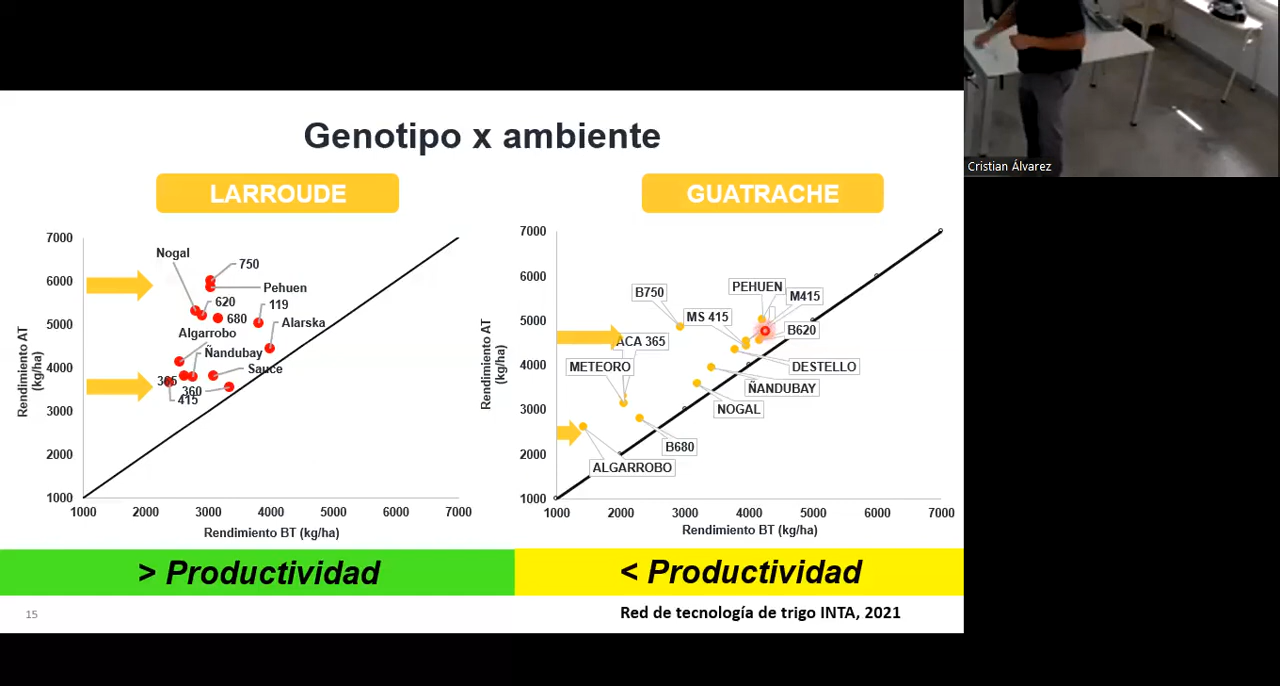 Genotipo x ambiente
LARROUDE
7000
6000
5000
4000
3000
2000
1000
1000 2000 3000 4000 5000 6000 7000
Rendimiento AT
(kg/ha)
Rendimiento BT (kg/ha)
Nogal
750
Pehuen
620
119
680
Alarska
Algarrobo
Ñandubay
Sauce
365
360
415
GUATRACHE
7000
6000
5000
4000
3000
2000
1000
1000 2000 3000 4000 5000 6000 7000
Rendimiento AT
(kg/ha)
Rendimiento BT (kg/ha)
B750
PEHUEN
M415
MS 415
B620
ACA 365
METEORO
DESTELLO
ÑANDUBAY
NOGAL
B680
ALGARROBO
> Productividad
< Productividad
15
Red de tecnología de trigo INTA, 2021
Cristian Álvarez